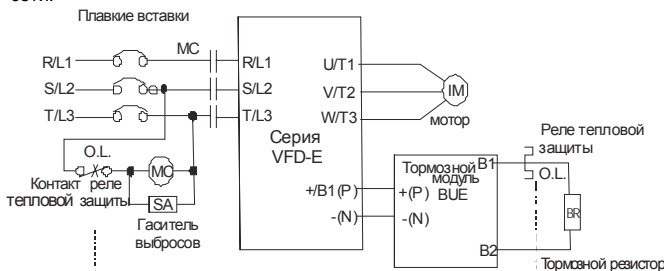 Плавкие вставки
MC
R/L1 R/L1 U/T1
S/L2 S/L2 V/T2 IM
T/L3 T/L3 W/T3
мотор
Серия
VFD-E
O.L.
MC
Контакт реле
тепловой защиты
SA
Гаситель
выбросов
+/B1(P)
-(N)
Тормозной
модуль
BUE
+(P)
-(N)
B1
B2
Реле тепловой
защиты
O.L.
BR
Тормозной резистор